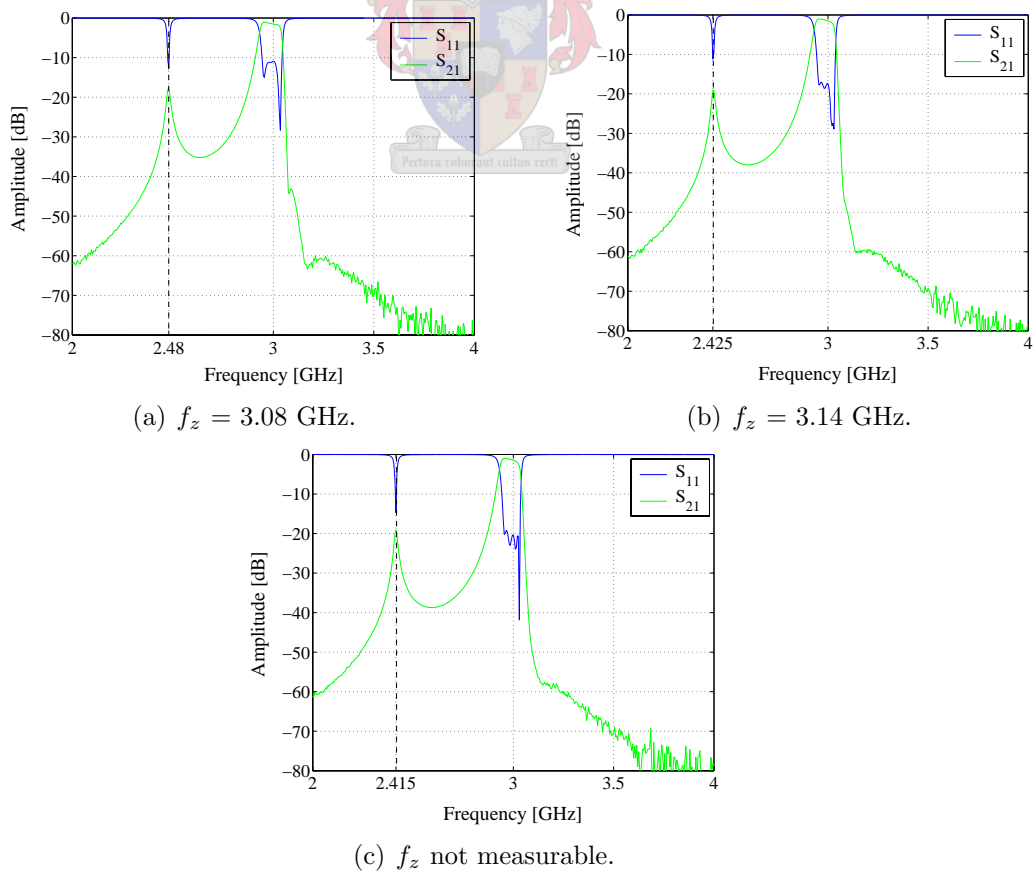 0
−10
−20
−30
−40
−50
−60
−70
−80
2
2.48
3
3.5
4
Amplitude [dB]
Frequency [GHz]
S11
S21
Pectora roborant cultus recti
(a) fz = 3.08 GHz.
0
−10
−20
−30
−40
−50
−60
−70
−80
2
2.425
3
3.5
4
Amplitude [dB]
Frequency [GHz]
S11
S21
(b) fz = 3.14 GHz.
0
−10
−20
−30
−40
−50
−60
−70
−80
2
2.415
3
3.5
4
Amplitude [dB]
Frequency [GHz]
S11
S21
(c) fz not measurable.